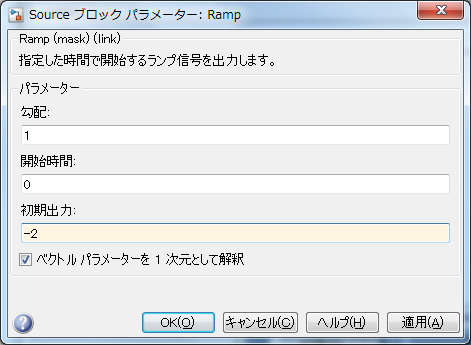 Source ブロック パラメーター: Ramp
Ramp (mask) (link)
指定した時間で開始するランプ信号を出力します。
パラメーター
勾配:
1
開始時間:
0
初期出力:
-2
ベクトル パラメーターを 1 次元として解釈
OK(O) キャンセル(C) ヘルプ(H) 適用(A)